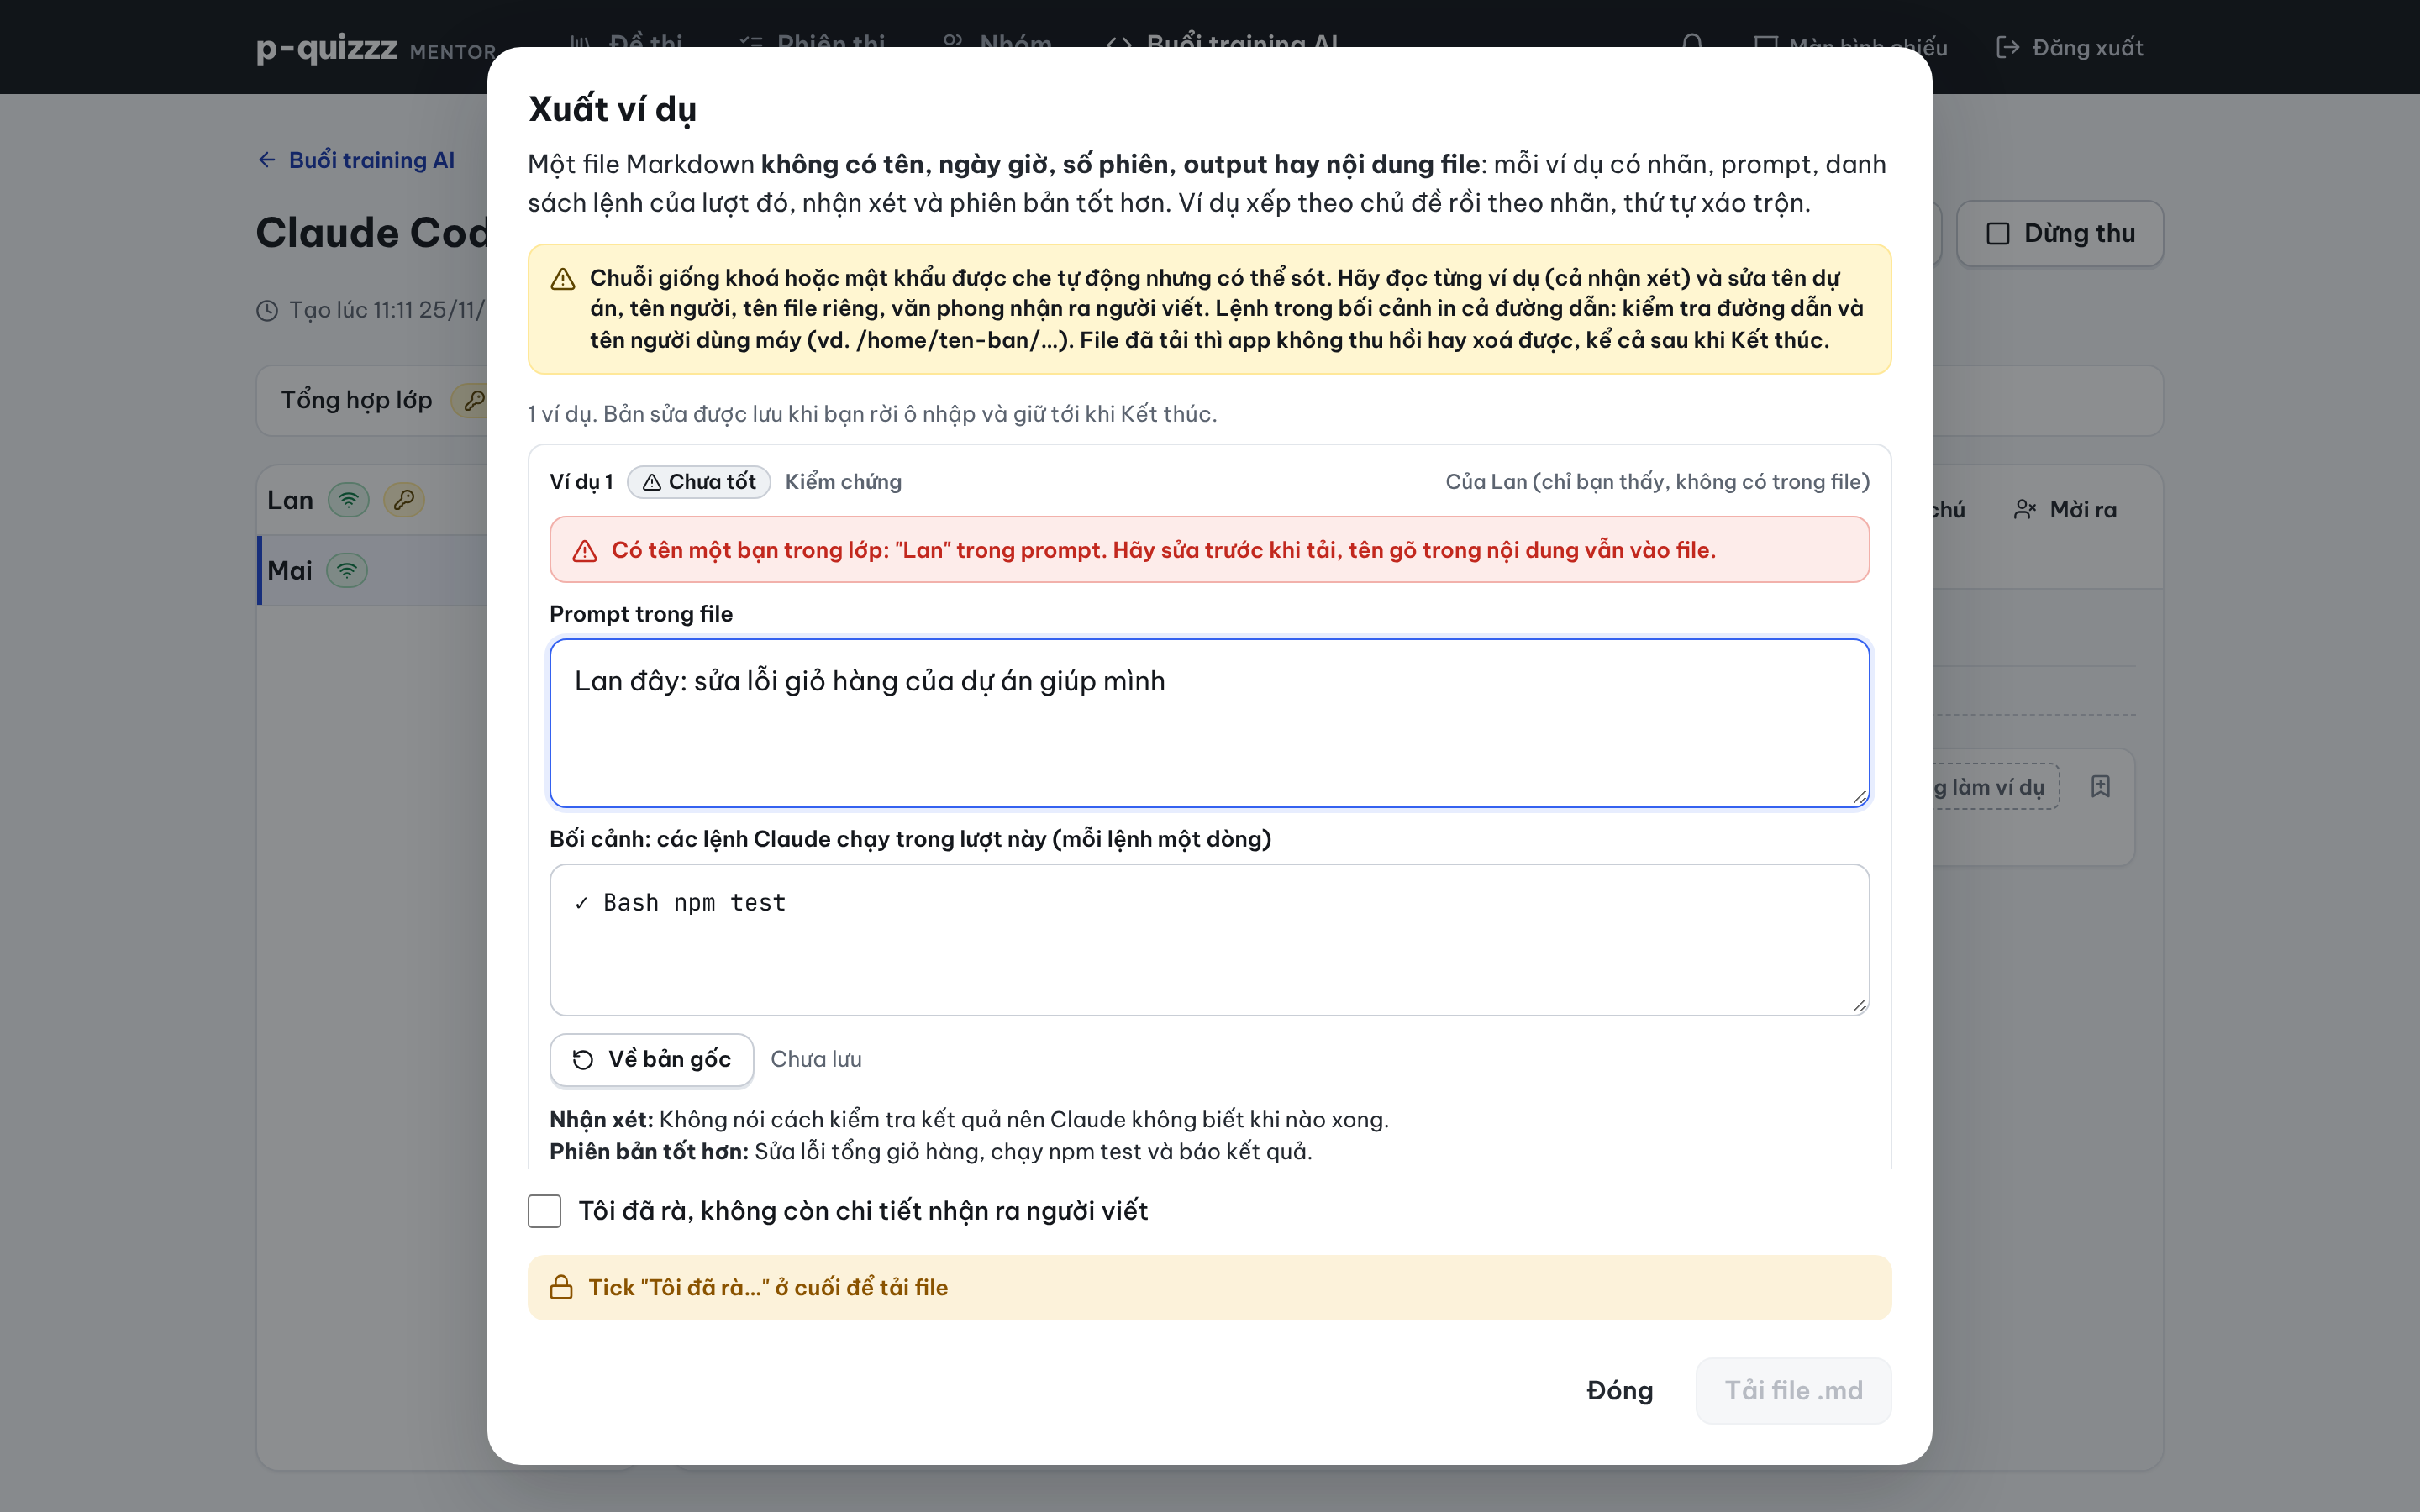 p-quizzz MENTOR
Đề thi
Phiên thi
Nhóm
Buổi training AI
Màn hình chiếu
Đăng xuất
Buổi training AI
Claude Cod
Dừng thu
Tạo lúc 11:11 25/11/
Tổng hợp lớp
Lan
Mai
chú
Mời ra
g làm ví dụ
Xuất ví dụ
Một file Markdown không có tên, ngày giờ, số phiên, output hay nội dung file: mỗi ví dụ có nhãn, prompt, danh
sách lệnh của lượt đó, nhận xét và phiên bản tốt hơn. Ví dụ xếp theo chủ đề rồi theo nhãn, thứ tự xáo trộn.
Chuỗi giống khoá hoặc mật khẩu được che tự động nhưng có thể sót. Hãy đọc từng ví dụ (cả nhận xét) và sửa tên dự
án, tên người, tên file riêng, văn phong nhận ra người viết. Lệnh trong bối cảnh in cả đường dẫn: kiểm tra đường dẫn và
tên người dùng máy (vd. /home/ten-ban/...). File đã tải thì app không thu hồi hay xoá được, kể cả sau khi Kết thúc.
1 ví dụ. Bản sửa được lưu khi bạn rời ô nhập và giữ tới khi Kết thúc.
Ví dụ 1 Chưa tốt Kiểm chứng Của Lan (chỉ bạn thấy, không có trong file)
Có tên một bạn trong lớp: "Lan" trong prompt. Hãy sửa trước khi tải, tên gõ trong nội dung vẫn vào file.
Prompt trong file
Lan đây: sửa lỗi giỏ hàng của dự án giúp mình
Bối cảnh: các lệnh Claude chạy trong lượt này (mỗi lệnh một dòng)
✓ Bash npm test
Về bản gốc Chưa lưu
Nhận xét: Không nói cách kiểm tra kết quả nên Claude không biết khi nào xong.
Phiên bản tốt hơn: Sửa lỗi tổng giỏ hàng, chạy npm test và báo kết quả.
Tôi đã rà, không còn chi tiết nhận ra người viết
Tick "Tôi đã rà..." ở cuối để tải file
Đóng
Tải file .md